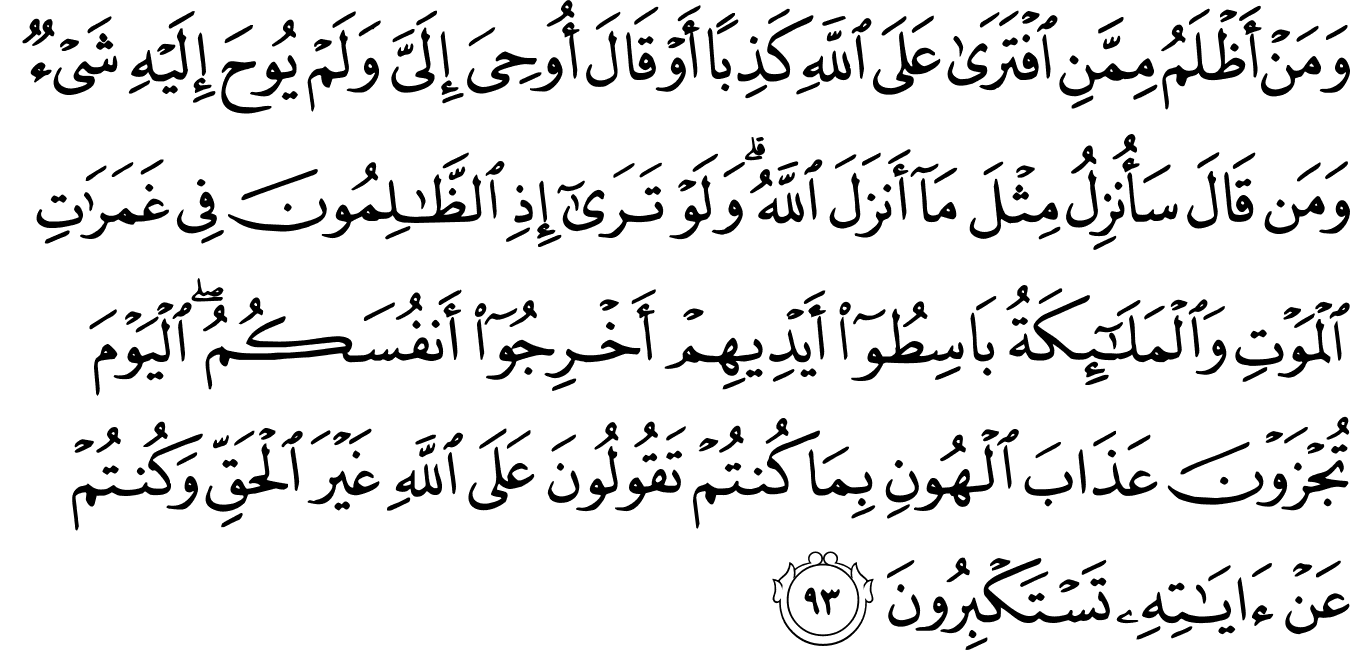 وَمَنْ أَظْلَمُ مِمَّنِ ٱفْتَرَىٰ عَلَى ٱللَّهِ كَذِبًا أَوْ قَالَ أُوحِىَ إِلَىَّ وَلَمْ يُوحَ إِلَيْهِ شَىْءٌ
وَمَن قَالَ سَأُنزِلُ مِثْلَ مَآ أَنزَلَ ٱللَّهُ ۗ وَلَوْ تَرَىٰٓ إِذِ ٱلظَّـٰلِمُونَ فِى غَمَرَٰتِ
ٱلْمَوْتِ وَٱلْمَلَـٰٓئِكَةُ بَاسِطُوٓا۟ أَيْدِيهِمْ أَخْرِجُوٓا۟ أَنفُسَكُمُ ۖ ٱلْيَوْمَ
تُجْزَوْنَ عَذَابَ ٱلْهُونِ بِمَا كُنتُمْ تَقُولُونَ عَلَى ٱللَّهِ غَيْرَ ٱلْحَقِّ وَكُنتُمْ
عَنْ ءَايَـٰتِهِۦ تَسْتَكْبِرُونَ ٩٣